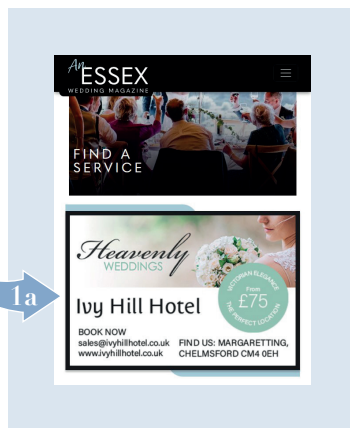 An
ESSEX
WEDDING MAGAZINE
FIND A
SERVICE
Heavenly
WEDDINGS
VICTORIAN ELEGANCE
From
£75
THE PERFECT LOCATION
1a
Ivy Hill Hotel
BOOK NOW
sales@ivyhillhotel.co.uk
www.ivyhillhotel.co.uk
FIND US: MARGARETTING,
CHELMSFORD CM4 0EH